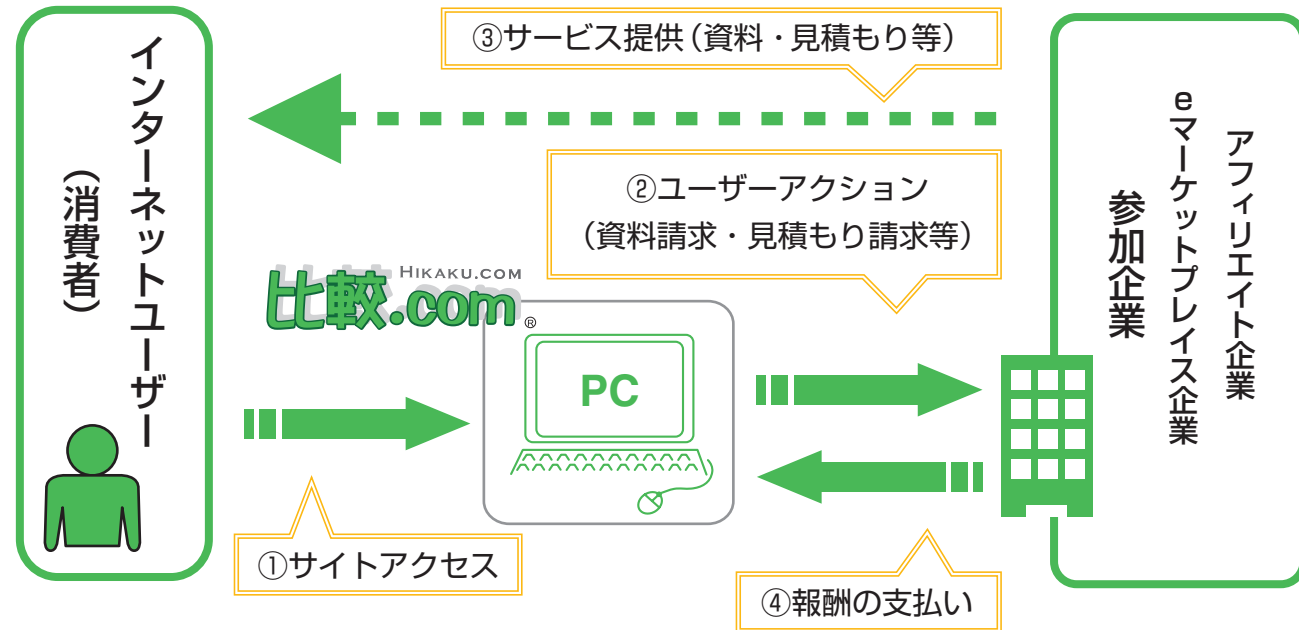 インターネットユーザー
（消費者）
③サービス提供（資料・見積もり等）
②ユーザーアクション
（資料請求・見積もり請求等）
HIKAKU.COM
比較.com
®
PC
①サイトアクセス
④報酬の支払い
アフィリエイト企業
eマーケットプレイス企業
参加企業